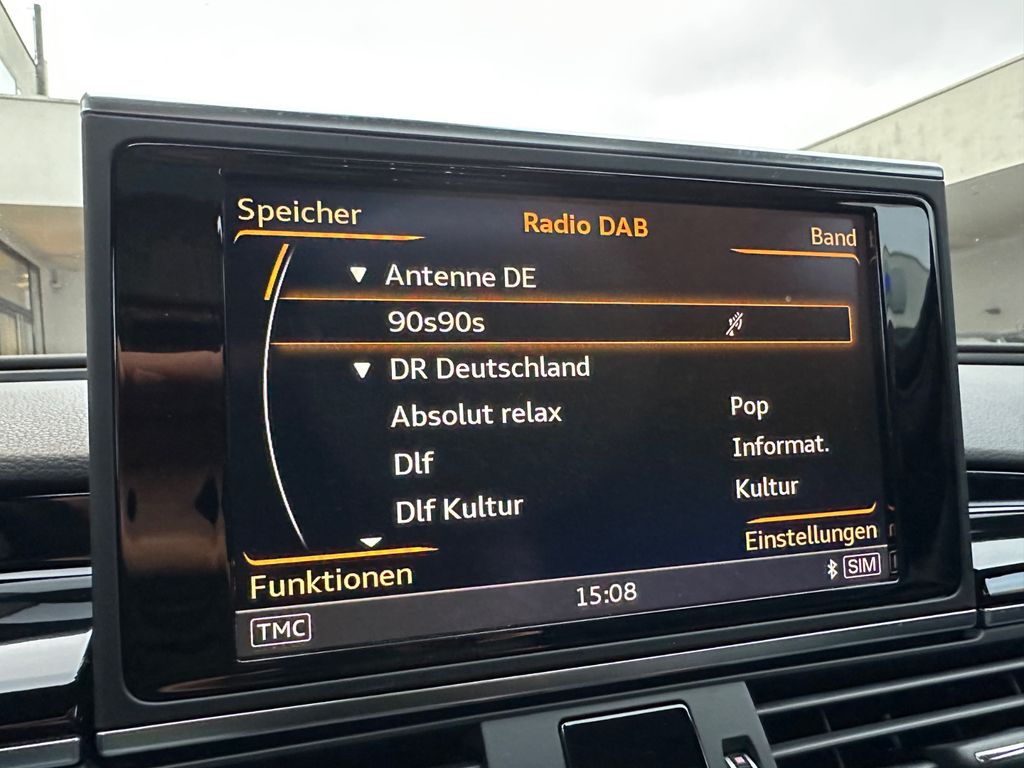 Speicher
Radio DAB
Band
Antenne DE
90s90s
DR Deutschland
Absolut relax Pop
Dlf Informat.
Dlf Kultur Kultur
Funktionen
Einstellungen
TMC
15:08
SIM